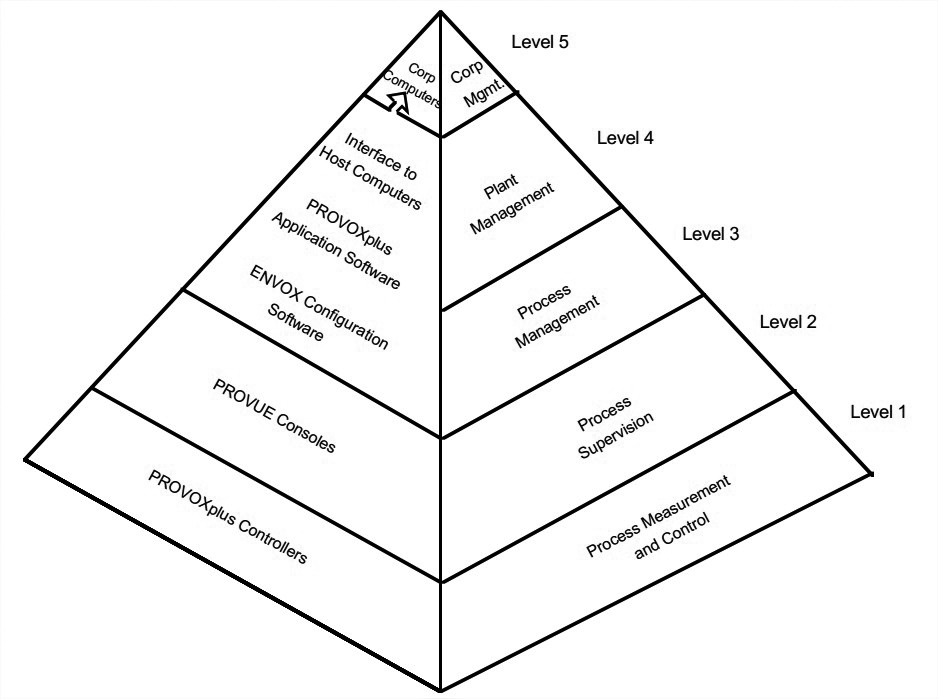 Level 5
Corp
Computers
Corp
Mgmt.
Level 4
Interface to
Host Computers
Plant
Management
PROVOXplus
Application Software
Level 3
ENVOX Configuration
Software
Process
Management
Level 2
PROVUE Consoles
Process
Supervision
Level 1
PROVOXplus Controllers
Process Measurement
and Control